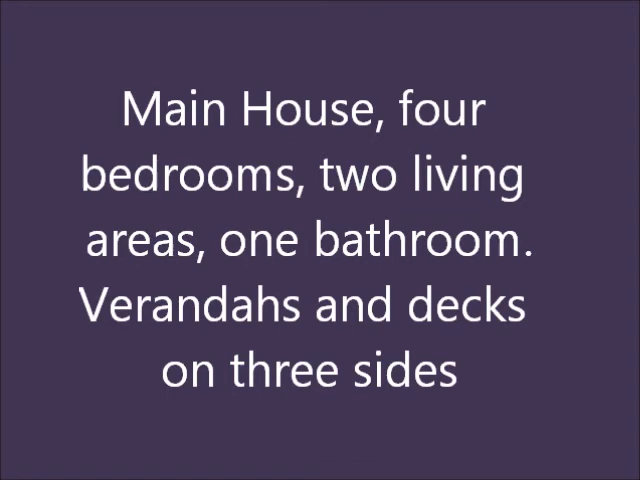 Main House, four
bedrooms, two living
areas, one bathroom.
Verandahs and decks
on three sides